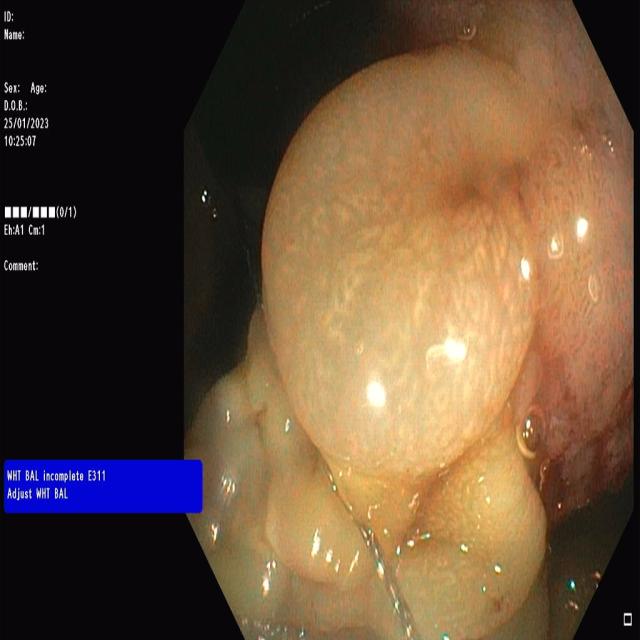 ID:
Name:
Sex: Age:
D.O.B.:
25/01/2023
10:25:07
■■■/■■■(0/1)
Eh:A1 Cm:1
Comment:
WHT BAL incomplete E311
Adjust WHT BAL